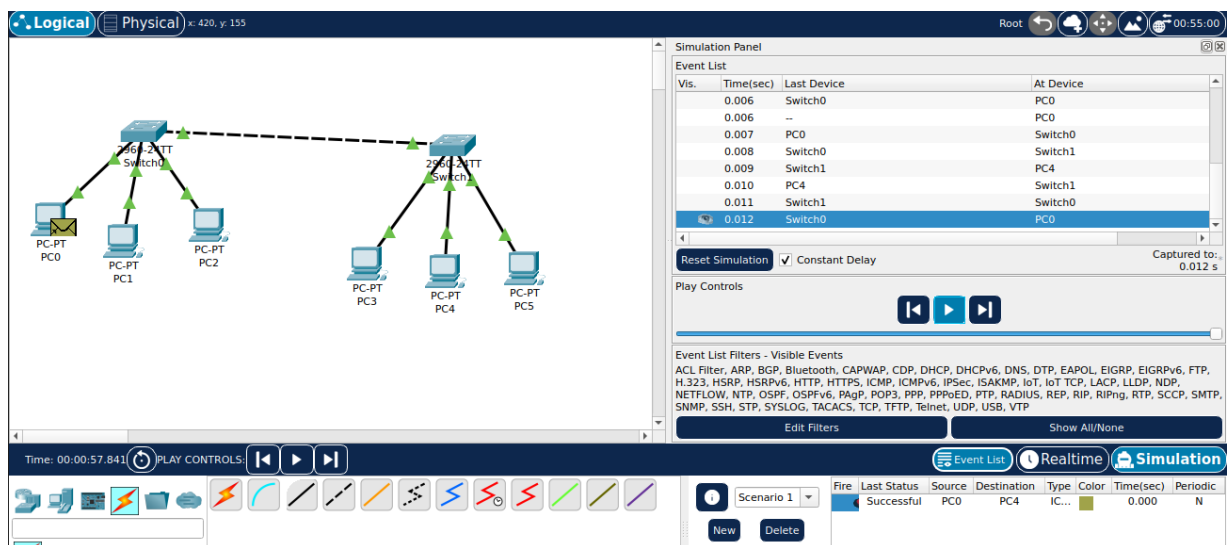 Logical Physical x: 420, y: 155 Root 00:55:00
2960-24TT
Switch0
2960-24TT
Switch1
PC-PT
PC0
PC-PT
PC1
PC-PT
PC2
PC-PT
PC3
PC-PT
PC4
PC-PT
PC5
Simulation Panel
Event List
Vis. Time(sec) Last Device At Device
0.006 Switch0 PC0
0.006 -- PC0
0.007 PC0 Switch0
0.008 Switch0 Switch1
0.009 Switch1 PC4
0.010 PC4 Switch1
0.011 Switch1 Switch0
0.012 Switch0 PC0
Reset Simulation Constant Delay Captured to:
0.012 s
Play Controls
Event List Filters - Visible Events
ACL Filter, ARP, BGP, Bluetooth, CAPWAP, CDP, DHCP, DHCPv6, DNS, DTP, EAPOL, EIGRP, EIGRPv6, FTP,
H.323, HSRP, HSRPv6, HTTP, HTTPS, ICMP, ICMPv6, IPSec, ISAKMP, IoT, IoT TCP, LACP, LLDP, NDP,
NETFLOW, NTP, OSPF, OSPFv6, PAgP, POP3, PPP, PPPoED, PTP, RADIUS, REP, RIP, RIPng, RTP, SCCP, SMTP,
SNMP, SSH, STP, SYSLOG, TACACS, TCP, TFTP, Telnet, UDP, USB, VTP
Edit Filters Show All/None
Time: 00:00:57.841 PLAY CONTROLS: Event List Realtime Simulation
Scenario 1
New Delete
Fire Last Status Source Destination Type Color Time(sec) Periodic
Successful PC0 PC4 IC... 0.000 N